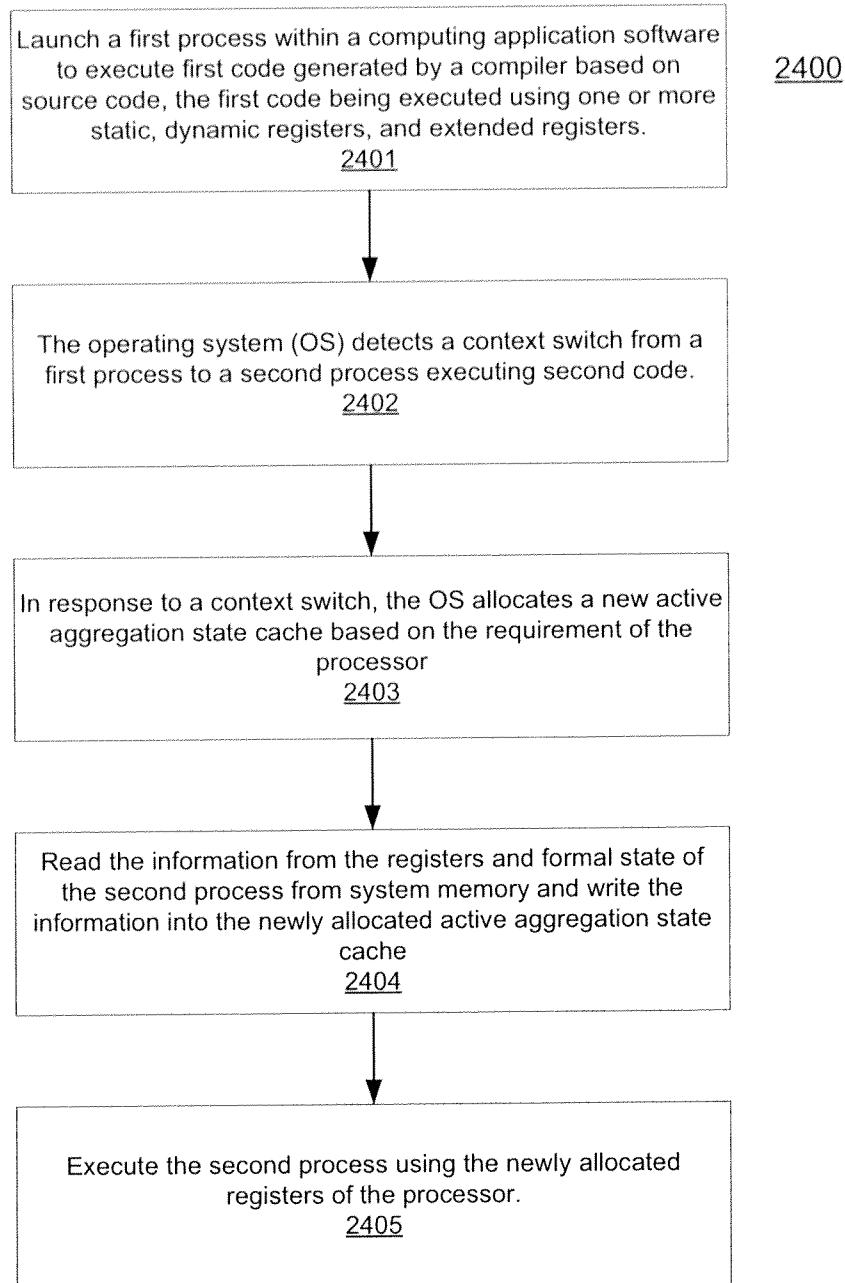 Launch a first process within a computing application software
to execute first code generated by a compiler based on
source code, the first code being executed using one or more
static, dynamic registers, and extended registers.
2401
2400
The operating system (OS) detects a context switch from a
first process to a second process executing second code.
2402
In response to a context switch, the OS allocates a new active
aggregation state cache based on the requirement of the
processor
2403
Read the information from the registers and formal state of
the second process from system memory and write the
information into the newly allocated active aggregation state
cache
2404
Execute the second process using the newly allocated
registers of the processor.
2405